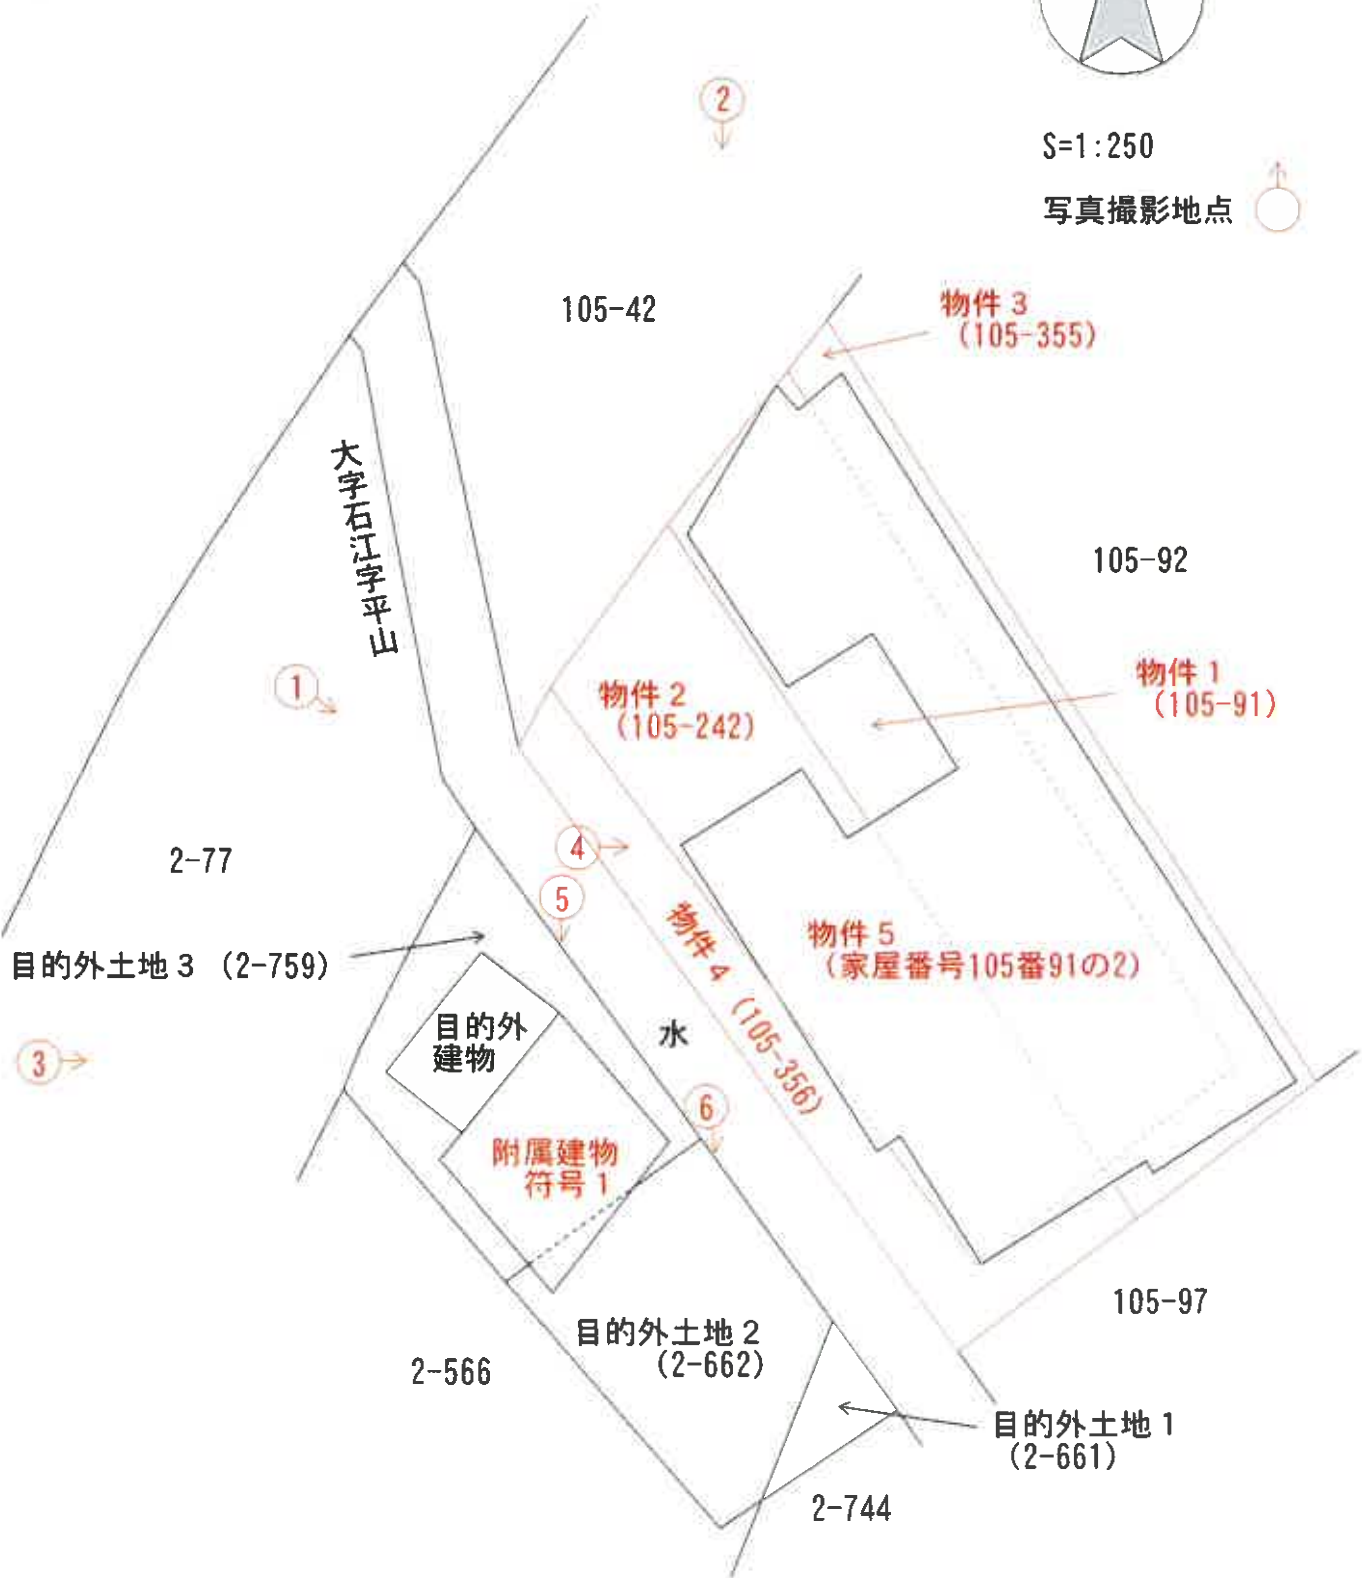 ②
S=1:250
写真撮影地点
105-42
物件３
(105-355)
大字石江字平山
105-92
①
物件２
(105-242)
物件１
(105-91)
④
2-77
⑤
物件４ (105-356)
物件５
(家屋番号105番91の2)
目的外土地３ (2-759)
目的外
建物
水
③
⑥
附属建物
符号１
105-97
目的外土地２
(2-662)
2-566
目的外土地１
(2-661)
2-744